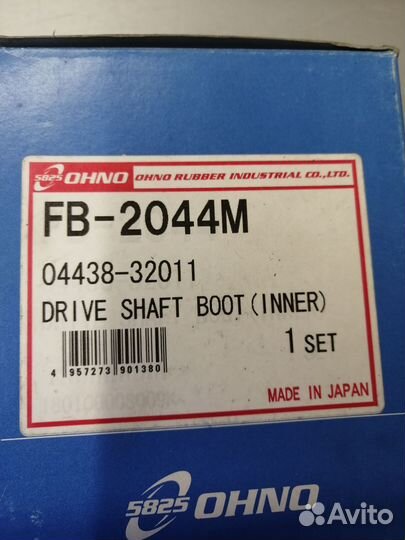 5825 OHNO OHNO RUBBER INDUSTRIAL CO.,LTD.
FB-2044M
04438-32011
DRIVE SHAFT BOOT(INNER)
1 SET
4 957273 901380
MADE IN JAPAN
5825 OHNO
Avito